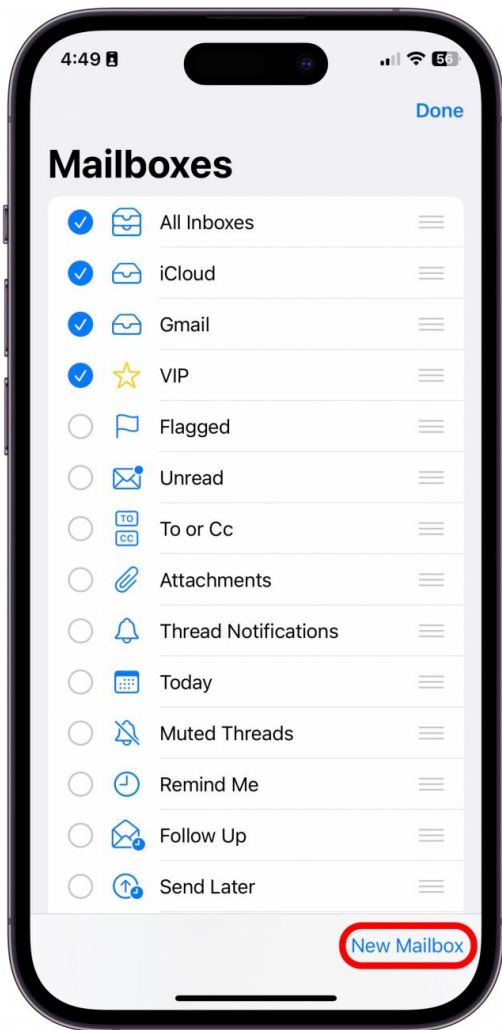 4:49
56
Done
Mailboxes
All Inboxes
iCloud
Gmail
VIP
Flagged
Unread
TO
CC
To or Cc
Attachments
Thread Notifications
Today
Muted Threads
Remind Me
Follow Up
Send Later
New Mailbox